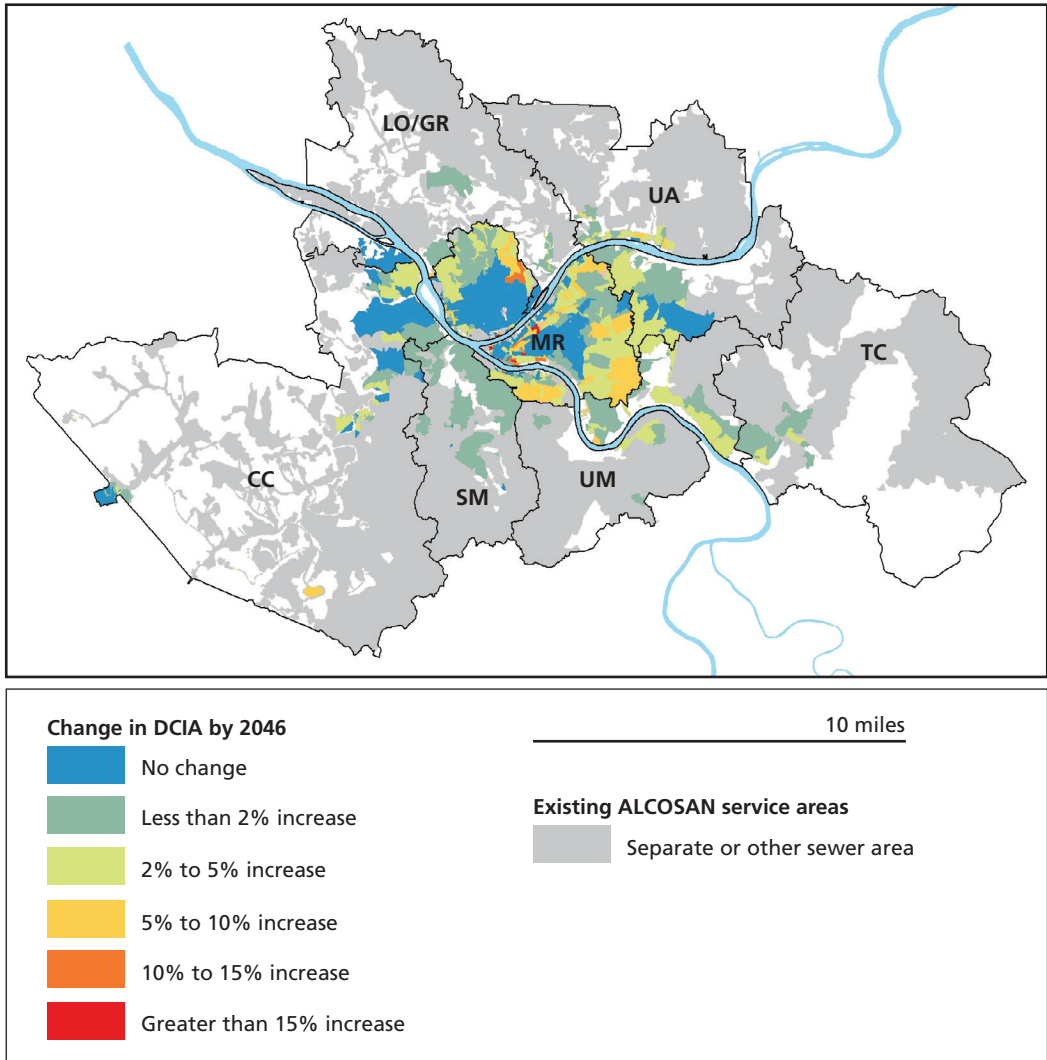 LO/GR
UA
MR
TC
CC
SM
UM
Change in DCIA by 2046
No change
Less than 2% increase
2% to 5% increase
5% to 10% increase
10% to 15% increase
Greater than 15% increase
10 miles
Existing ALCOSAN service areas
Separate or other sewer area